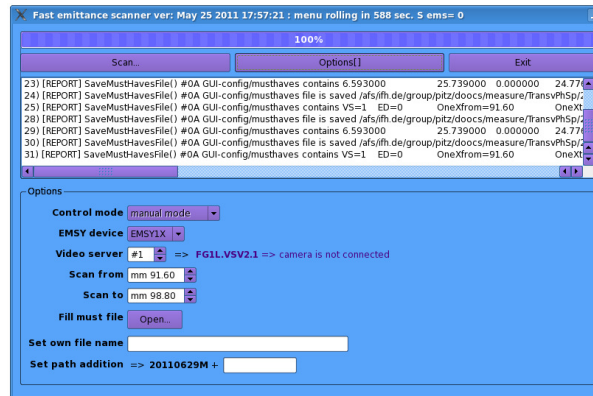 Fast emittance scanner ver: May 25 2011 17:57:21 : menu rolling in 588 sec. S ems= 0
100%
Scan... Options[] Exit
23) [REPORT] SaveMustHavesFile() #0A GUI-config/musthaves contains 6.593000 25.739000 0.000000 24.776
24) [REPORT] SaveMustHavesFile() #0A GUI-config/musthaves file is saved /afs/ifh.de/group/pitz/doocs/measure/TransvPhSp/2
25) [REPORT] SaveMustHavesFile() #0A GUI-config/musthaves contains VS=1 ED=0 OneXfrom=91.60 OneXt
28) [REPORT] SaveMustHavesFile() #0A GUI-config/musthaves file is saved /afs/ifh.de/group/pitz/doocs/measure/TransvPhSp/2
29) [REPORT] SaveMustHavesFile() #0A GUI-config/musthaves contains 6.593000 25.739000 0.000000 24.776
30) [REPORT] SaveMustHavesFile() #0A GUI-config/musthaves file is saved /afs/ifh.de/group/pitz/doocs/measure/TransvPhSp/2
31) [REPORT] SaveMustHavesFile() #0A GUI-config/musthaves contains VS=1 ED=0 OneXfrom=91.60 OneXt
Options
Control mode manual mode
EMSY device EMSY1X
Video server #1 => FG1L.VSV2.1 => camera is not connected
Scan from mm 91.60
Scan to mm 98.80
Fill must file Open...
Set own file name
Set path addition => 20110629M +